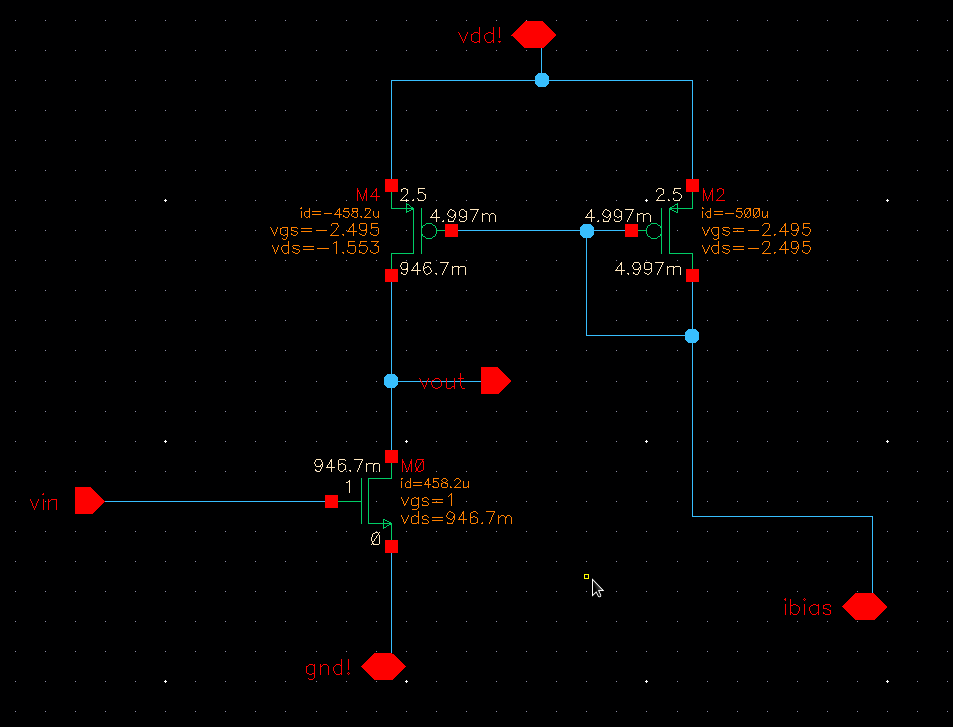 vdd!
M4
2.5
id=-458.2u
4.997m
vgs=-2.495
vds=-1.553
946.7m
2.5
M2
4.997m
id=-500u
vgs=-2.495
vds=-2.495
4.997m
vout
946.7m
M0
1
id=458.2u
vgs=1
vds=946.7m
0
vin
ibias
gnd!